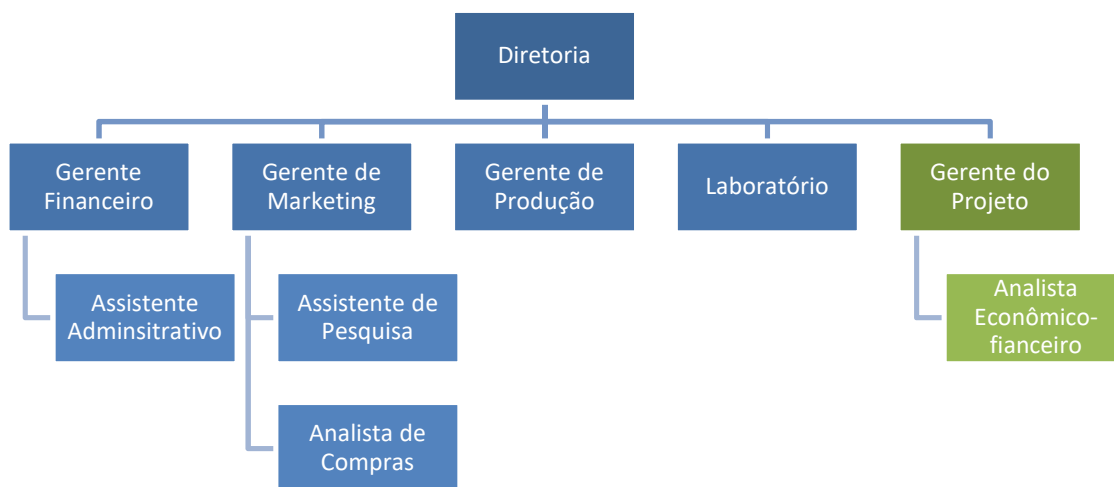 Diretoria
Gerente
Financeiro
Gerente de
Marketing
Gerente de
Produção
Laboratório
Gerente do
Projeto
Assistente
Adminsitrativo
Assistente de
Pesquisa
Analista
Econômico-
fianceiro
Analista de
Compras